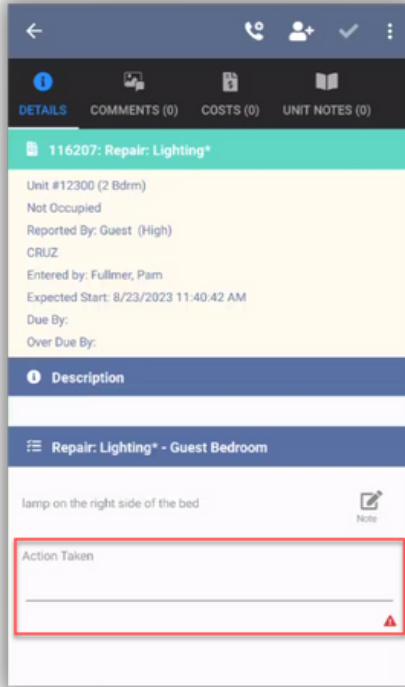 DETAILS
COMMENTS (0)
COSTS (0)
UNIT NOTES (0)
116207: Repair: Lighting*
Unit #12300 (2 Bdrm)
Not Occupied
Reported By: Guest (High)
CRUZ
Entered by: Fullmer, Pam
Expected Start: 8/23/2023 11:40:42 AM
Due By:
Over Due By:
Description
Repair: Lighting* - Guest Bedroom
lamp on the right side of the bed
Note
Action Taken